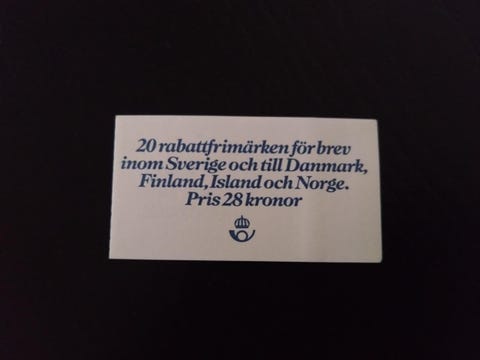 20 rabattfrimärken för brev
inom Sverige och till Danmark,
Finland, Island och Norge.
Pris 28 kronor